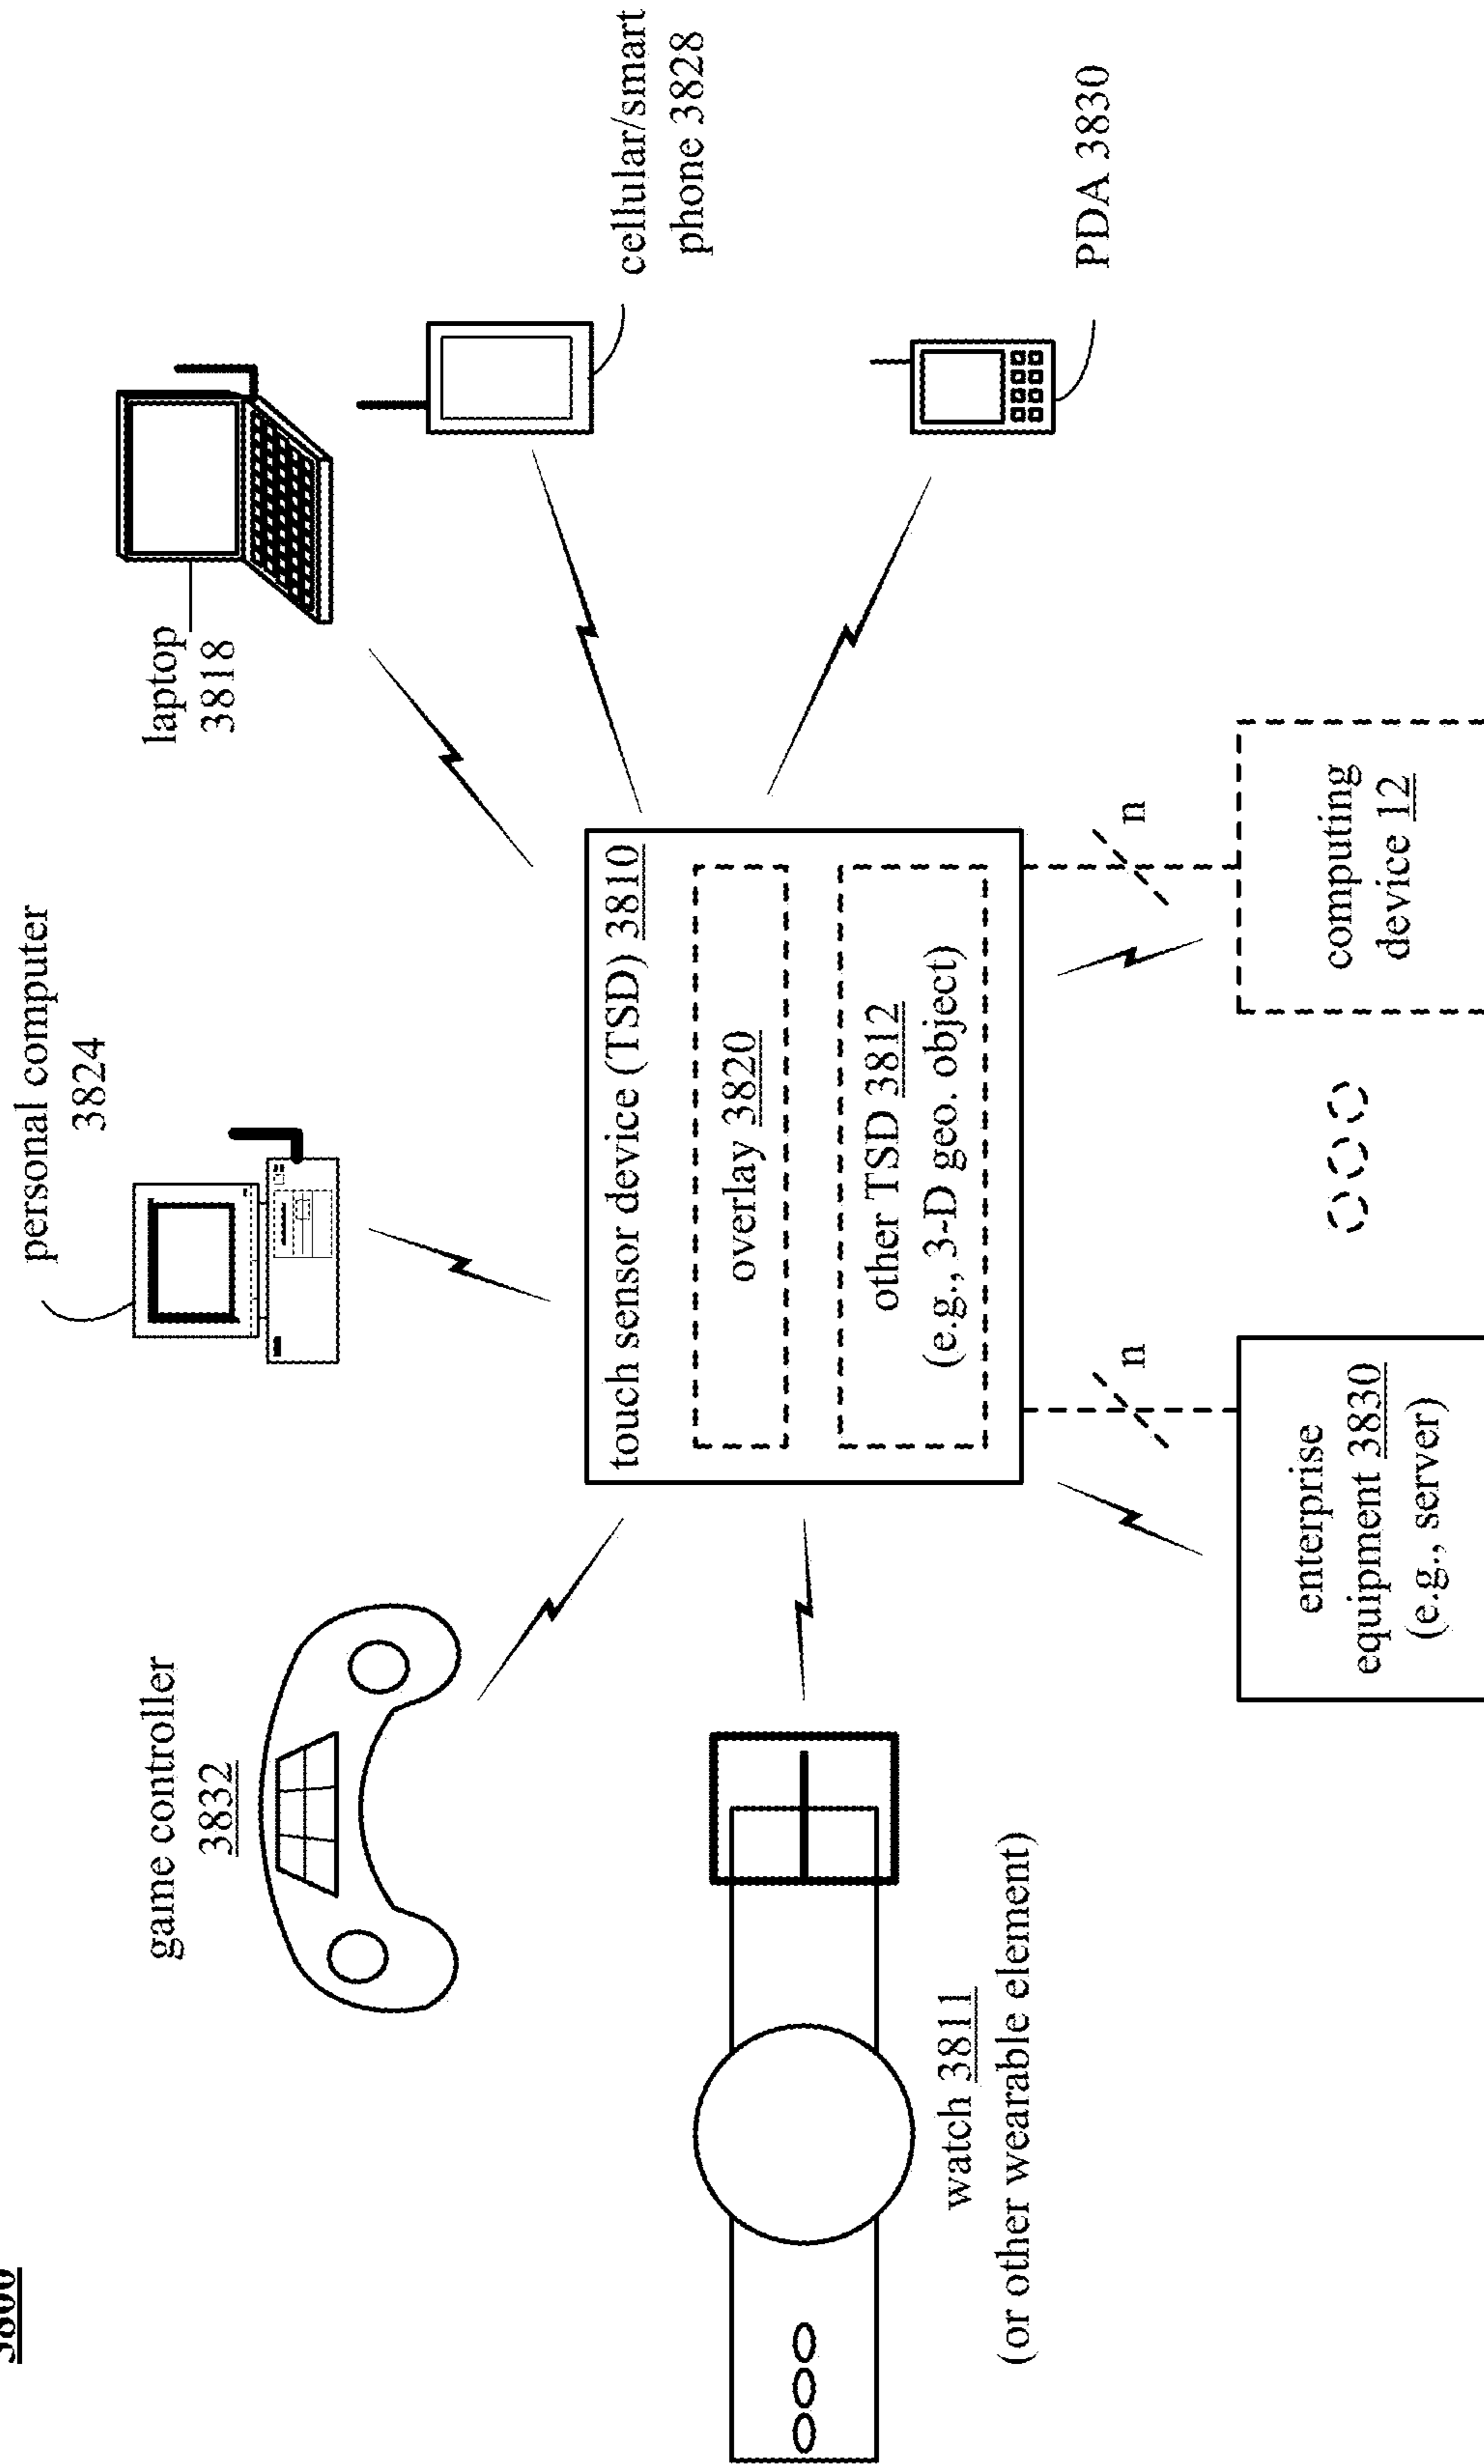 3800
personal computer
3824
laptop
3818
game controller
3832
cellular/smart
phone 3828
touch sensor device (TSD) 3810
overlay 3820
other TSD 3812
(e.g., 3-D geo. object)
watch 3811
(or other wearable element)
PDA 3830
n
n
enterprise
equipment 3830
(e.g., server)
computing
device 12